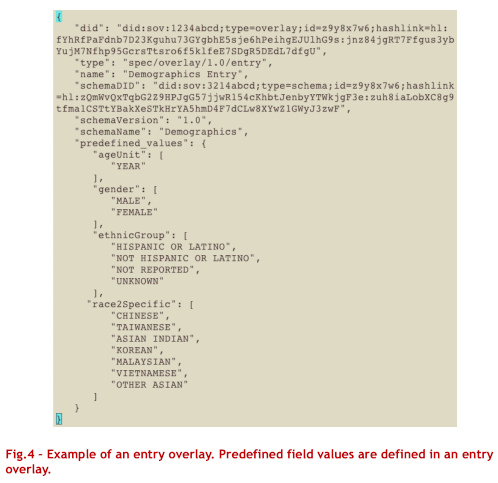 {
"did": "did:sov:1234abcd;type=overlay;id=z9y8x7w6;hashlink=hl:
fYhRfPaFdnb7D23Kguhu73GYgbhE5sje6hPeihgEJUlhG9s:jnz84jgRT7Ffgus3yb
YujM7Nfhp95GcrsTtsro6f5klfeE7SDgR5DEdL7dfgU",
"type": "spec/overlay/1.0/entry",
"name": "Demographics Entry",
"schemaDID": "did:sov:3214abcd;type=schema;id=z9y8x7w6;hashlink
=hl:zQmWvQxTqbG2Z9HPJgG57jjwR154cKhbtJenbyYTWkjgF3e:zuh8iaLobXC8g9
tfma1CSTtYBakXeSTkHrYA5hmD4F7dCLw8XYwZ1GWyJ3zwF",
"schemaVersion": "1.0",
"schemaName": "Demographics",
"predefined_values": {
"ageUnit": [
"YEAR"
],
"gender": [
"MALE",
"FEMALE"
],
"ethnicGroup": [
"HISPANIC OR LATINO",
"NOT HISPANIC OR LATINO",
"NOT REPORTED",
"UNKNOWN"
],
"race2Specific": [
"CHINESE",
"TAIWANESE",
"ASIAN INDIAN",
"KOREAN",
"MALAYSIAN",
"VIETNAMESE",
"OTHER ASIAN"
]
}
}
Fig.4 - Example of an entry overlay. Predefined field values are defined in an entry
overlay.